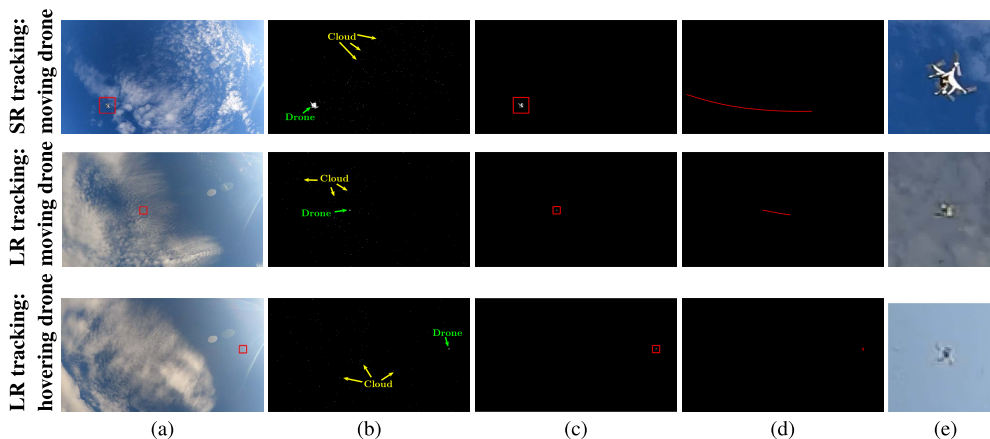 SR tracking:
moving drone
Cloud
Drone
LR tracking:
moving drone
Cloud
Drone
LR tracking:
hovering drone
Drone
Cloud
(a) (b) (c) (d) (e)